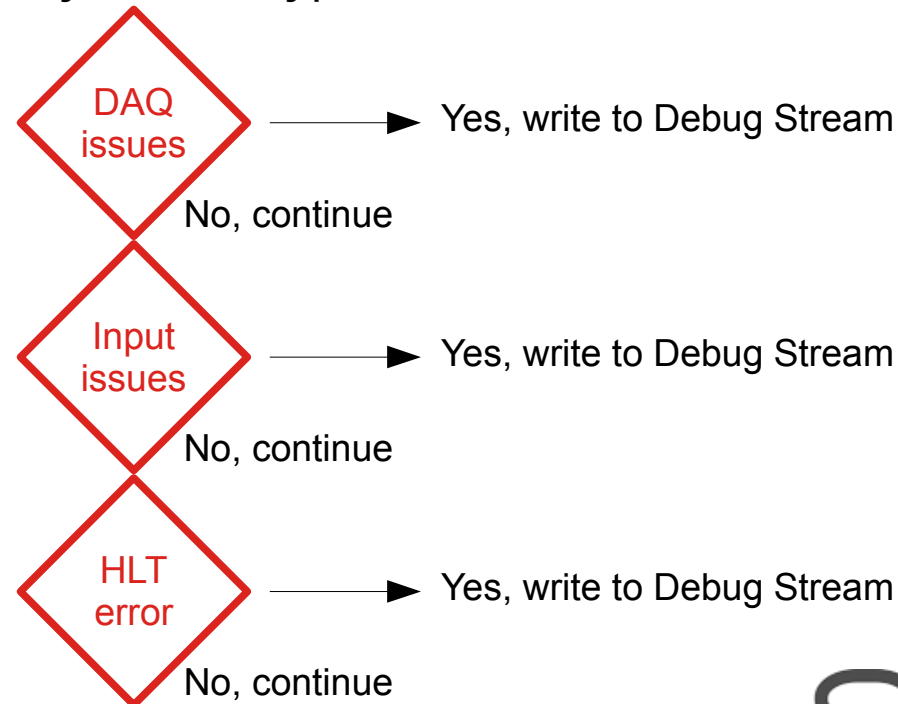 DAQ
issues
Yes, write to Debug Stream
No, continue
Input
issues
Yes, write to Debug Stream
No, continue
HLT
error
Yes, write to Debug Stream
No, continue